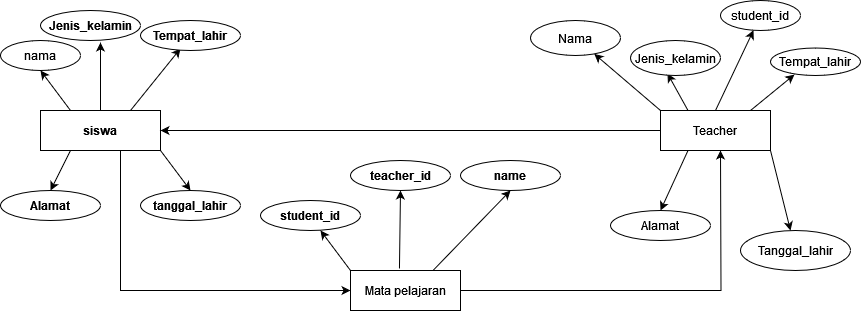 student_id
Jenis_kelamin
Tempat_lahir
Nama
nama
Jenis_kelamin
Tempat_lahir
siswa
Teacher
teacher_id
name
Alamat
tanggal_lahir
student_id
Alamat
Tanggal_lahir
Mata pelajaran